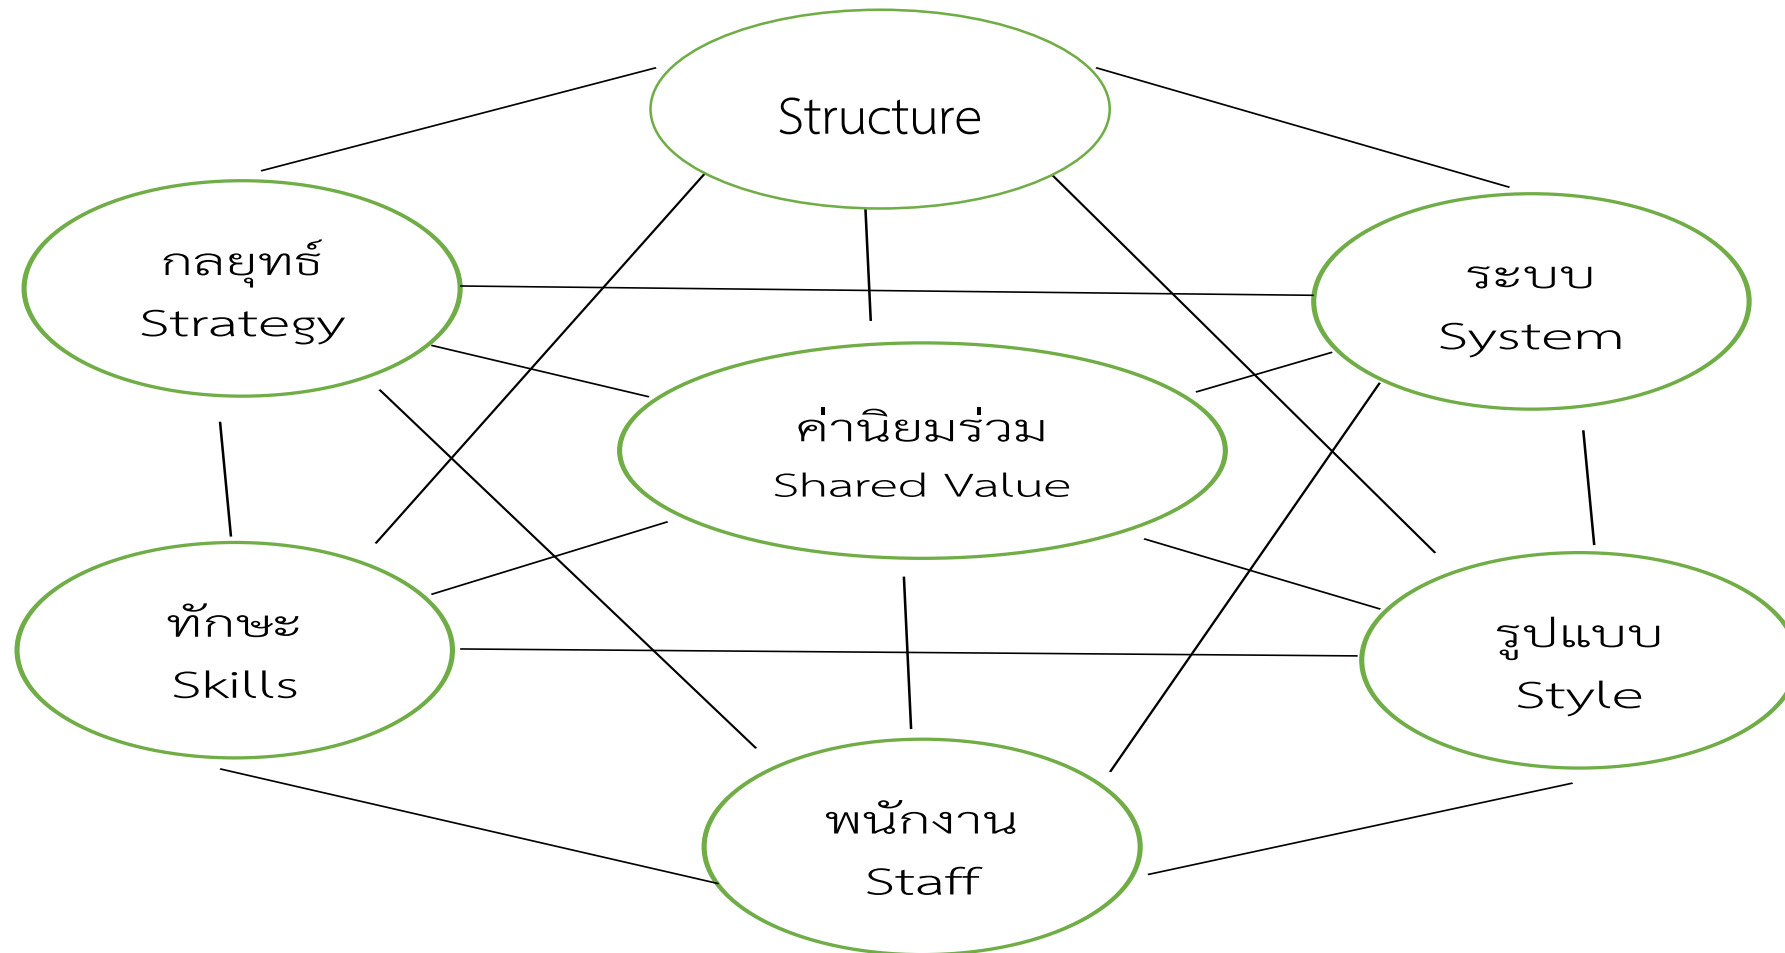 Structure
กลยุทธ์
Strategy
ระบบ
System
ค่านิยมร่วม
Shared Value
ทักษะ
Skills
รูปแบบ
Style
พนักงาน
Staff